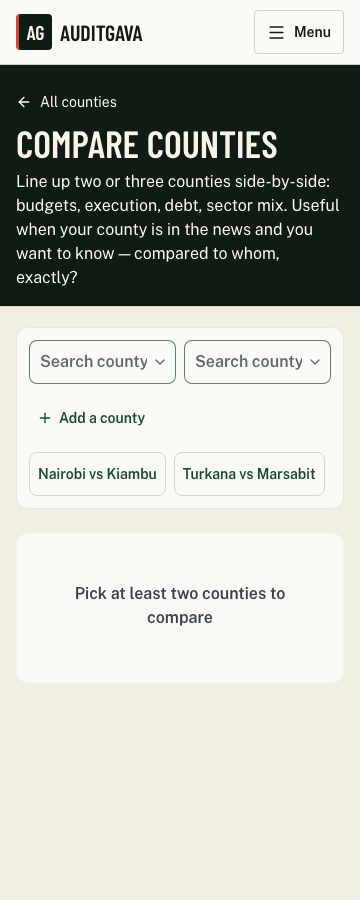 AG AUDITGAVA
Menu
All counties
COMPARE COUNTIES
Line up two or three counties side-by-side:
budgets, execution, debt, sector mix. Useful
when your county is in the news and you
want to know — compared to whom,
exactly?
Search county
Search county
Add a county
Nairobi vs Kiambu
Turkana vs Marsabit
Pick at least two counties to
compare